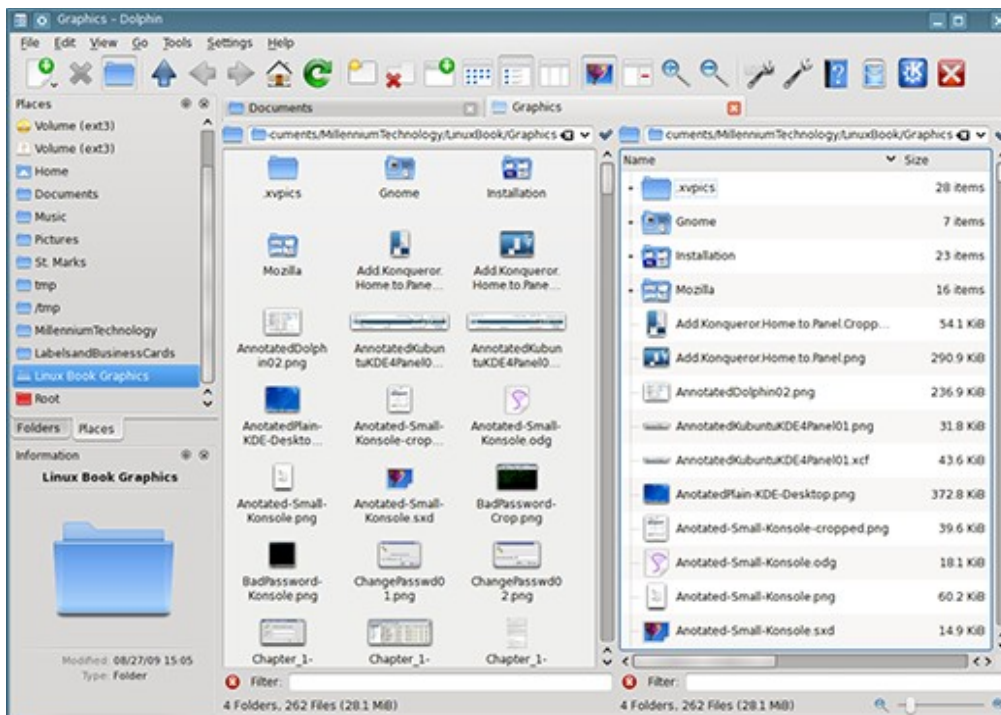 Graphics - Dolphin
File Edit View Go Tools Settings Help
Places
Volume (ext3)
Volume (ext3)
Home
Documents
Music
Pictures
St. Marks
tmp
/tmp
MillenniumTechnology
LabelsandBusinessCards
Linux Book Graphics
Root
Folders Places
Information
Linux Book Graphics
Modified: 08/27/09 15:05
Type: Folder
Documents
Graphics
cuments/MillenniumTechnology/LinuxBook/Graphics
.xvpics Gnome Installation
Mozilla Add.Konqueror. Add.Konqueror.
Home.to.Pane... Home.to.Pane...
AnnotatedDolph AnnotatedKubun AnnotatedKubun
in02.png tuKDE4Panel0... tuKDE4Panel0...
AnotatedPlain- Anotated-Small- Anotated-Small-
KDE-Deskto... Konsole-crop... Konsole.odg
Anotated-Small- Anotated-Small- BadPassword-
Konsole.png Konsole.sxd Crop.png
BadPassword- ChangePasswd0 ChangePasswd0
Konsole.png 1.png 2.png
Chapter_1- Chapter_1- Chapter_1-
Filter:
4 Folders, 262 Files (28.1 MiB)
cuments/MillenniumTechnology/LinuxBook/Graphics
Name Size
.xvpics 28 items
Gnome 7 items
Installation 23 items
Mozilla 16 items
Add.Konqueror.Home.to.Panel.Cropp... 54.1 KiB
Add.Konqueror.Home.to.Panel.png 290.9 KiB
AnnotatedDolphin02.png 236.9 KiB
AnnotatedKubuntuKDE4Panel01.png 31.8 KiB
AnnotatedKubuntuKDE4Panel01.xcf 43.6 KiB
AnotatedPlain-KDE-Desktop.png 372.8 KiB
Anotated-Small-Konsole-cropped.png 39.6 KiB
Anotated-Small-Konsole.odg 18.1 KiB
Anotated-Small-Konsole.png 60.2 KiB
Anotated-Small-Konsole.sxd 14.9 KiB
Filter:
4 Folders, 262 Files (28.1 MiB)